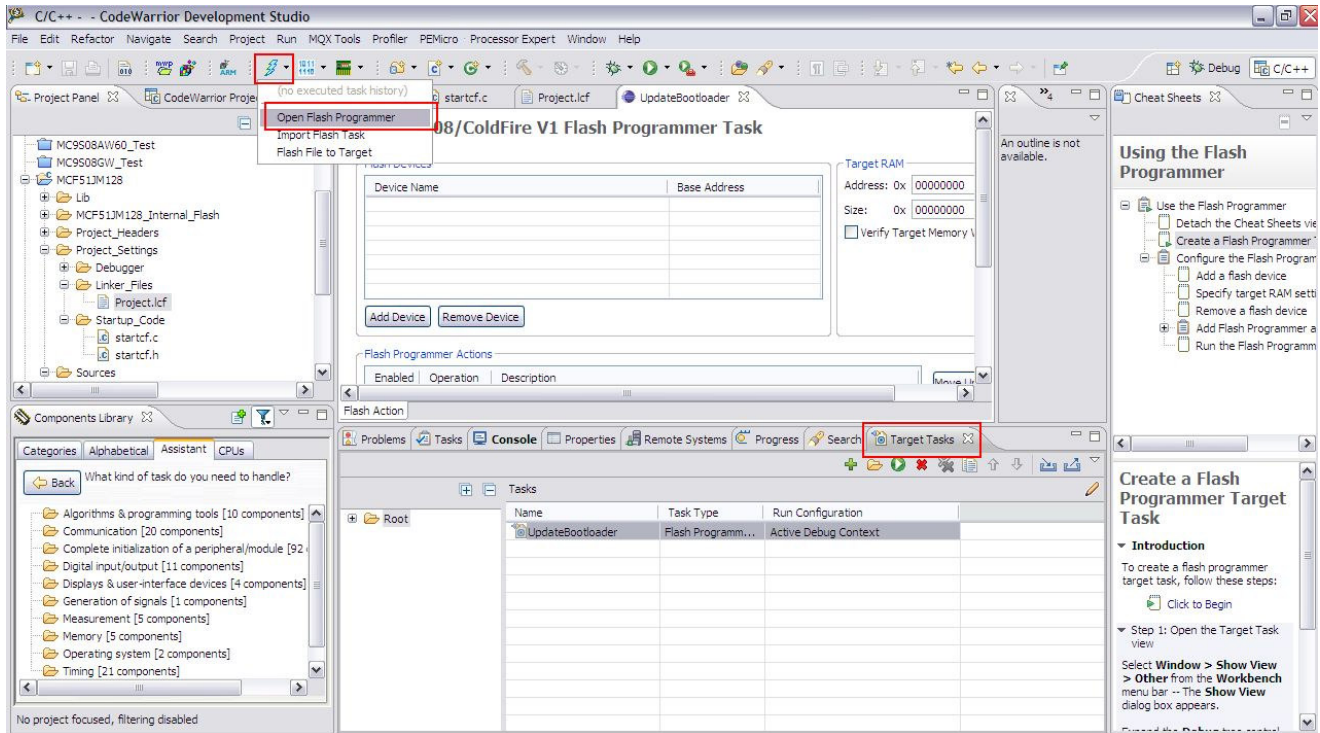 C/C++ - - CodeWarrior Development Studio
File Edit Refactor Navigate Search Project Run MQX Tools Profiler PEMicro Processor Expert Window Help
Debug C/C++
(no executed task history)
Open Flash Programmer
Import Flash Task
Flash File to Target
Project Panel CodeWarrior Proje
MC9S08AW60_Test
MC9S08GW_Test
MCF51JM128
Lib
MCF51JM128_Internal_Flash
Project_Headers
Project_Settings
Debugger
Linker_Files
Project.lcf
Startup_Code
startcf.c
startcf.h
Sources
startcf.c Project.lcf UpdateBootloader
08/ColdFire V1 Flash Programmer Task
Flash Devices
Device Name Base Address
Add Device Remove Device
Target RAM
Address: 0x 00000000
Size: 0x 00000000
Verify Target Memory
Flash Programmer Actions
Enabled Operation Description
Move
Flash Action
4
An outline is not
available.
Cheat Sheets
Using the Flash
Programmer
Use the Flash Programmer
Detach the Cheat Sheets vie
Create a Flash Programmer
Configure the Flash Program
Add a flash device
Specify target RAM setti
Remove a flash device
Add Flash Programmer a
Run the Flash Programm
Components Library
Categories Alphabetical Assistant CPUs
Back What kind of task do you need to handle?
Algorithms & programming tools [10 components]
Communication [20 components]
Complete initialization of a peripheral/module [92
Digital input/output [11 components]
Displays & user-interface devices [4 components]
Generation of signals [1 components]
Measurement [5 components]
Memory [5 components]
Operating system [2 components]
Timing [21 components]
No project focused, filtering disabled
Problems Tasks Console Properties Remote Systems Progress Search Target Tasks
Tasks
Root
Name Task Type Run Configuration
UpdateBootloader Flash Programm... Active Debug Context
Create a Flash
Programmer Target
Task
Introduction
To create a flash programmer
target task, follow these steps:
Click to Begin
Step 1: Open the Target Task
view
Select Window > Show View
> Other from the Workbench
menu bar -- The Show View
dialog box appears.